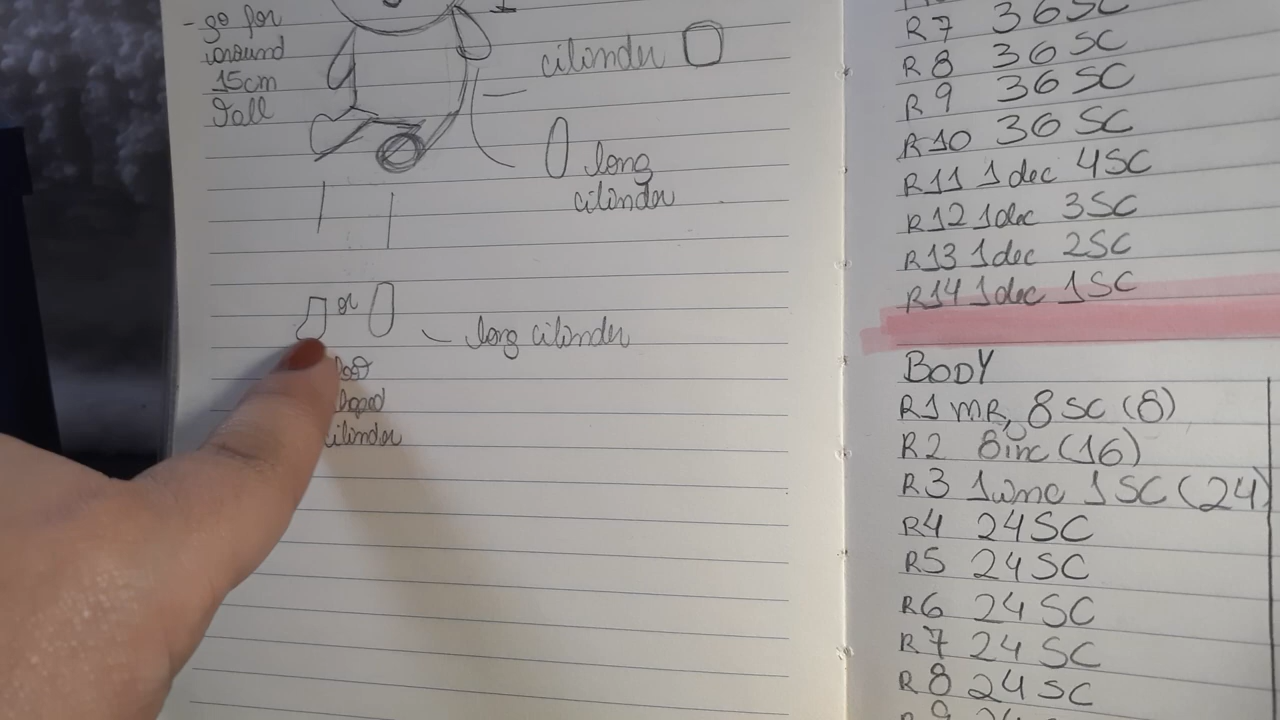 - go for
around
15cm
Tall
cilinder
long
cilinder
or
long cilinder
cilinder
R7 36SC
R8 36SC
R9 36SC
R10 36SC
R11 1dec 4SC
R12 1dec 3SC
R13 1dec 2SC
R14 1dec 1SC
BODY
R1 MR, 8SC (8)
R2 8inc (16)
R3 1inc 1SC (24)
R4 24SC
R5 24SC
R6 24SC
R7 24SC
R8 24SC